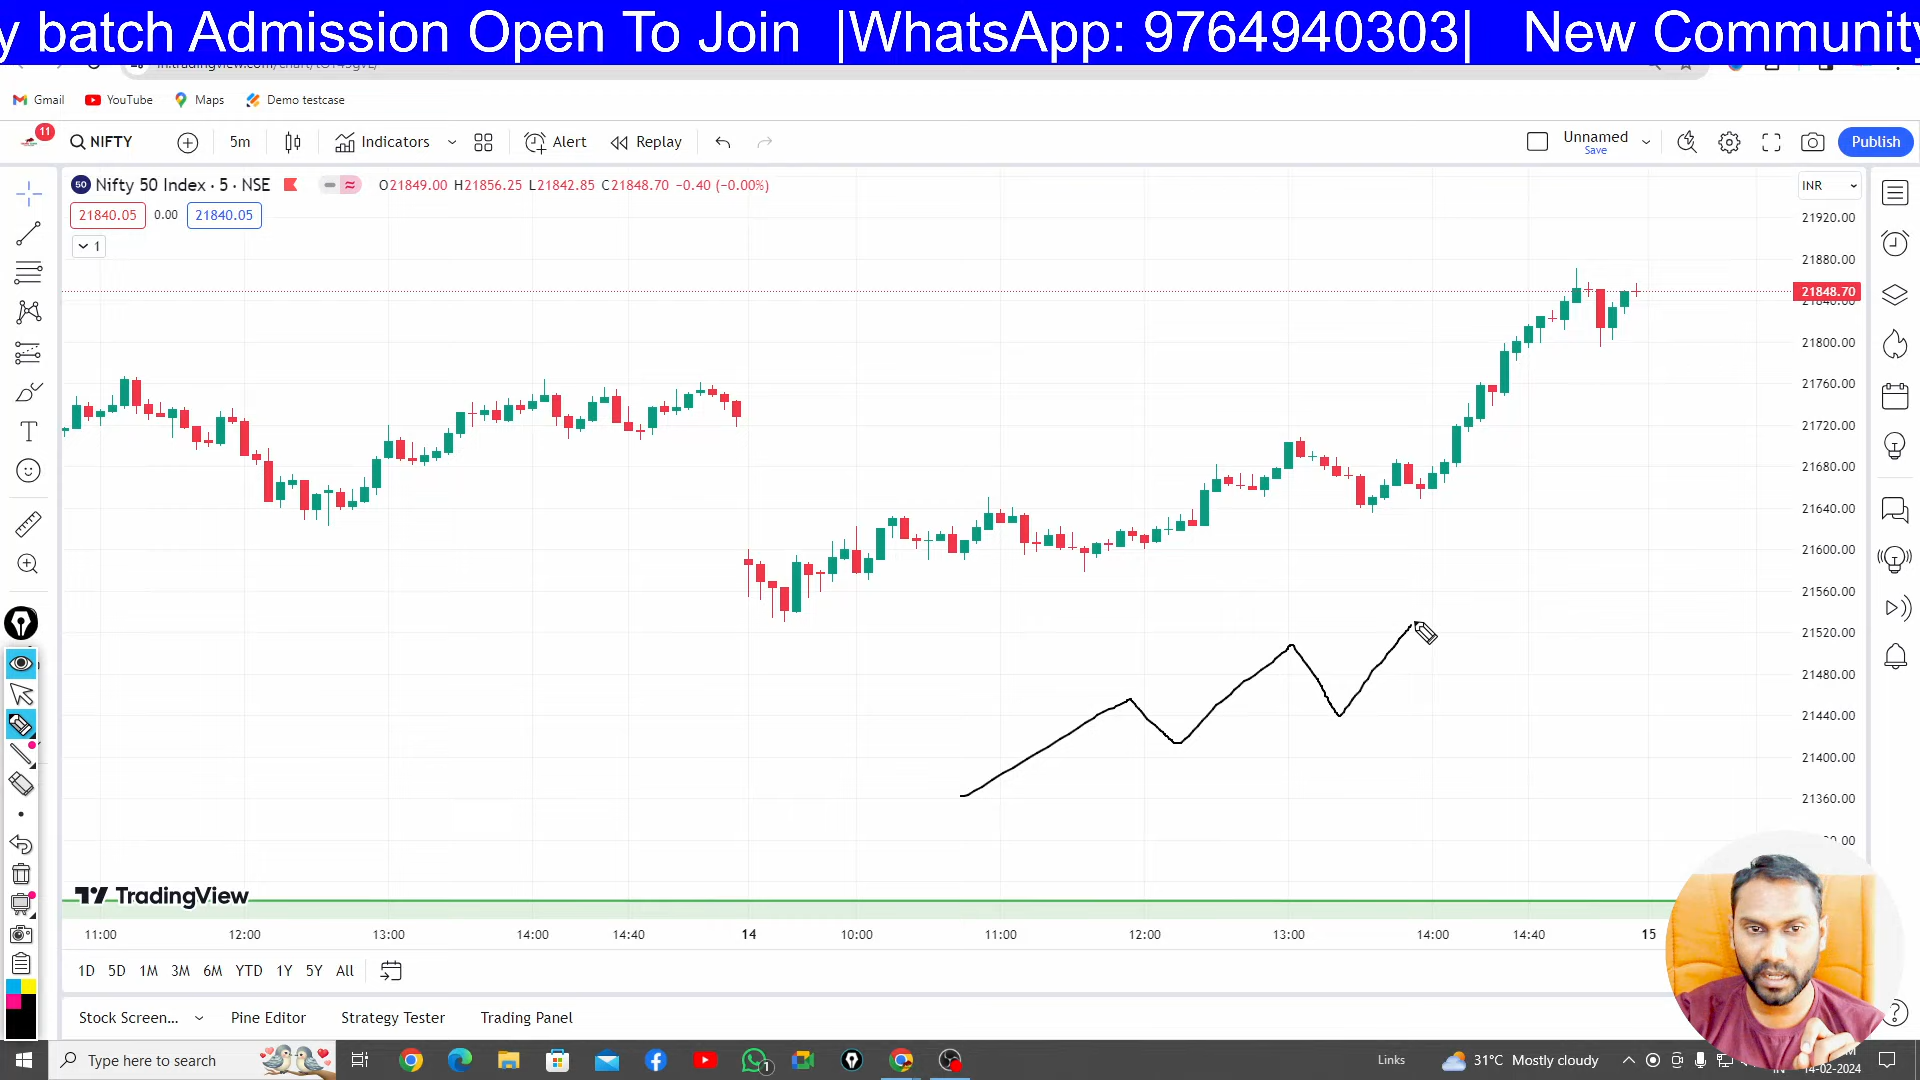 y batch Admission Open To Join |WhatsApp: 9764940303| New Community
Gmail YouTube Maps Demo testcase
11 NIFTY 5m Indicators Alert Replay Unnamed Save Publish
50 Nifty 50 Index · 5 · NSE O21849.00 H21856.25 L21842.85 C21848.70 −0.40 (−0.00%) INR
21840.05 0.00 21840.05
1
21920.00
21880.00
21848.70
21840.00
21800.00
21760.00
21720.00
21680.00
21640.00
21600.00
21560.00
21520.00
21480.00
21440.00
21400.00
21360.00
TradingView
11:00 12:00 13:00 14:00 14:40 14 10:00 11:00 12:00 13:00 14:00 14:40 15
1D 5D 1M 3M 6M YTD 1Y 5Y All
Stock Screen... Pine Editor Strategy Tester Trading Panel
Type here to search 1 Links 31°C Mostly cloudy 14-02-2024